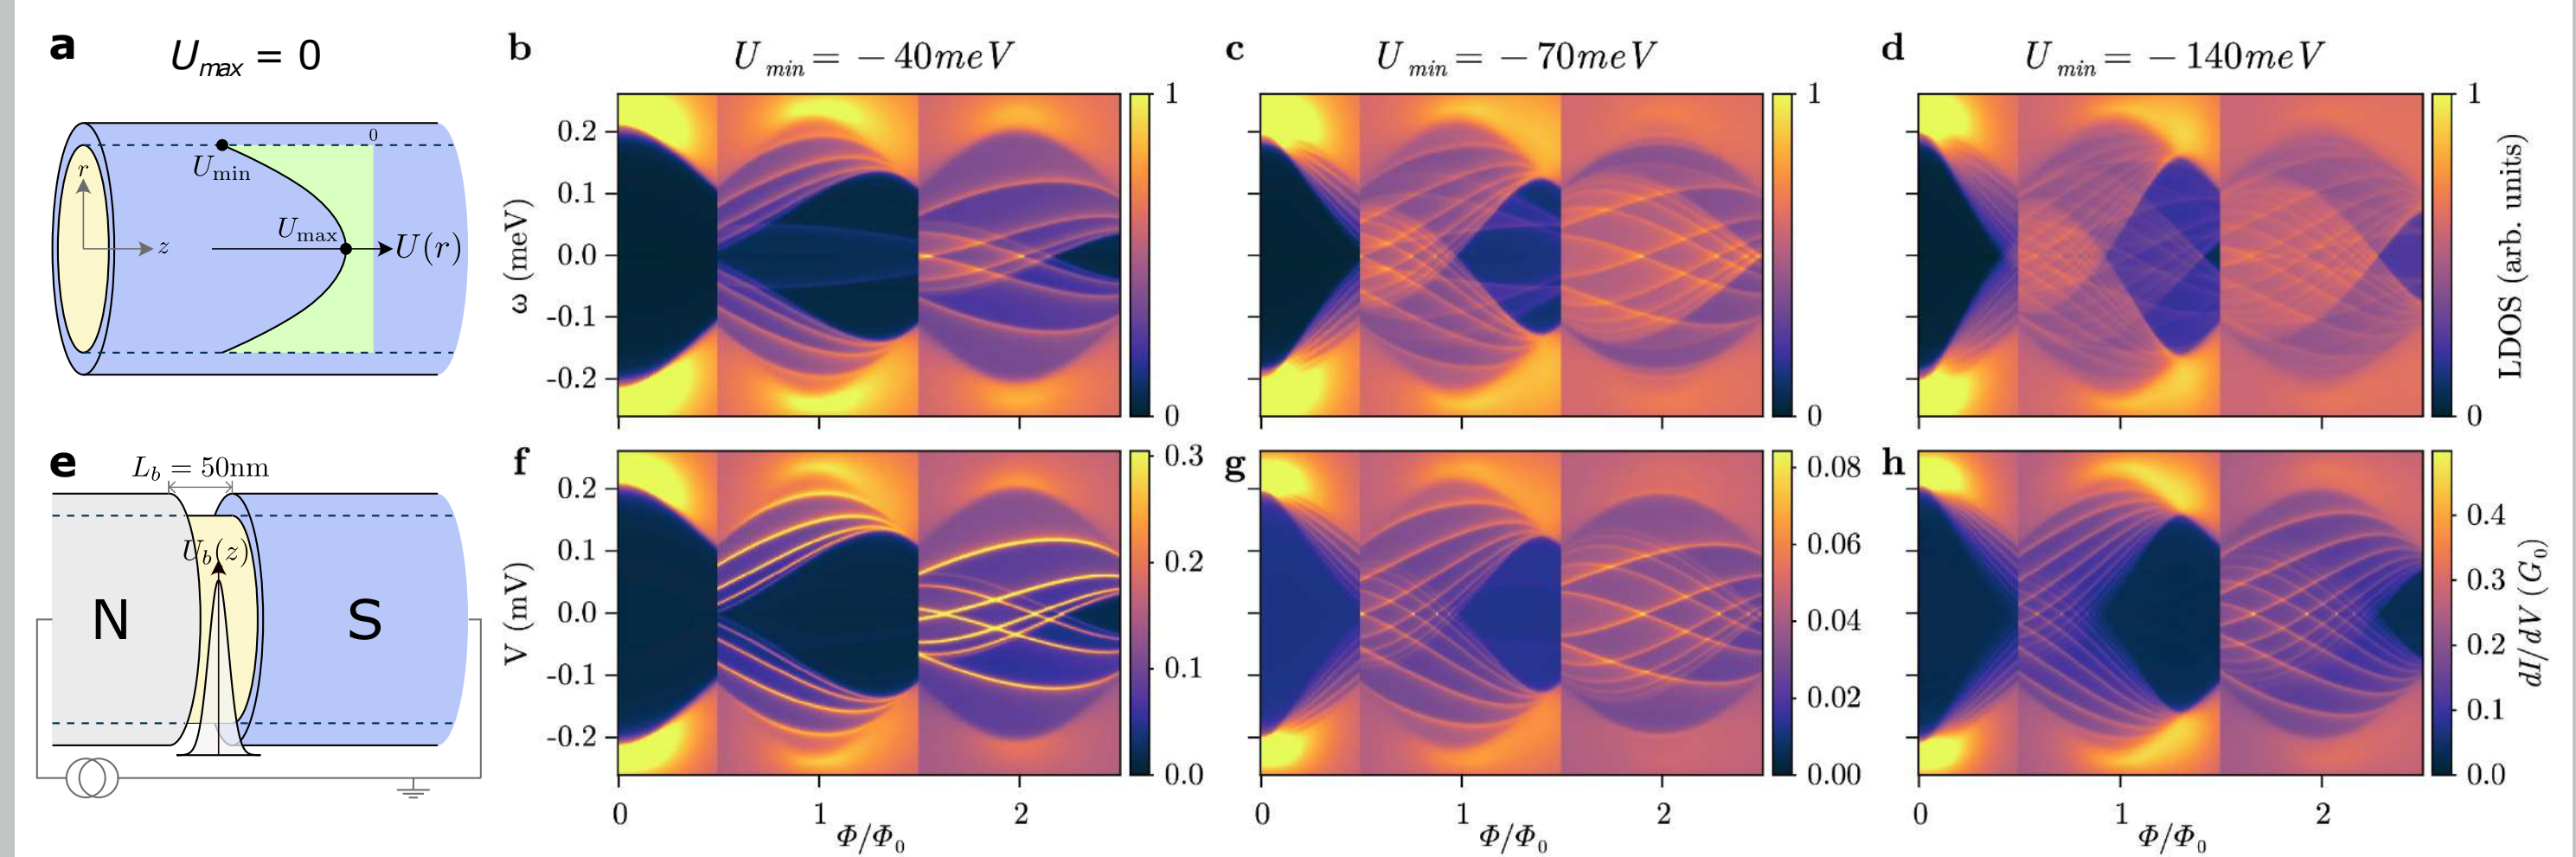 a
U_max = 0
r
z
0
U_min
U_max
U(r)
b
U_min = − 40meV
ω (meV)
0.2
0.1
0.0
-0.1
-0.2
1
0
c
U_min = − 70meV
1
0
d
U_min = − 140meV
1
0
LDOS (arb. units)
e
L_b = 50nm
U_b(z)
N
S
f
V (mV)
0.2
0.1
0.0
-0.1
-0.2
0
1
2
Φ/Φ₀
0.3
0.2
0.1
0.0
g
0
1
2
Φ/Φ₀
0.08
0.06
0.04
0.02
0.00
h
0
1
2
Φ/Φ₀
0.4
0.3
0.2
0.1
0.0
dI/dV (G₀)